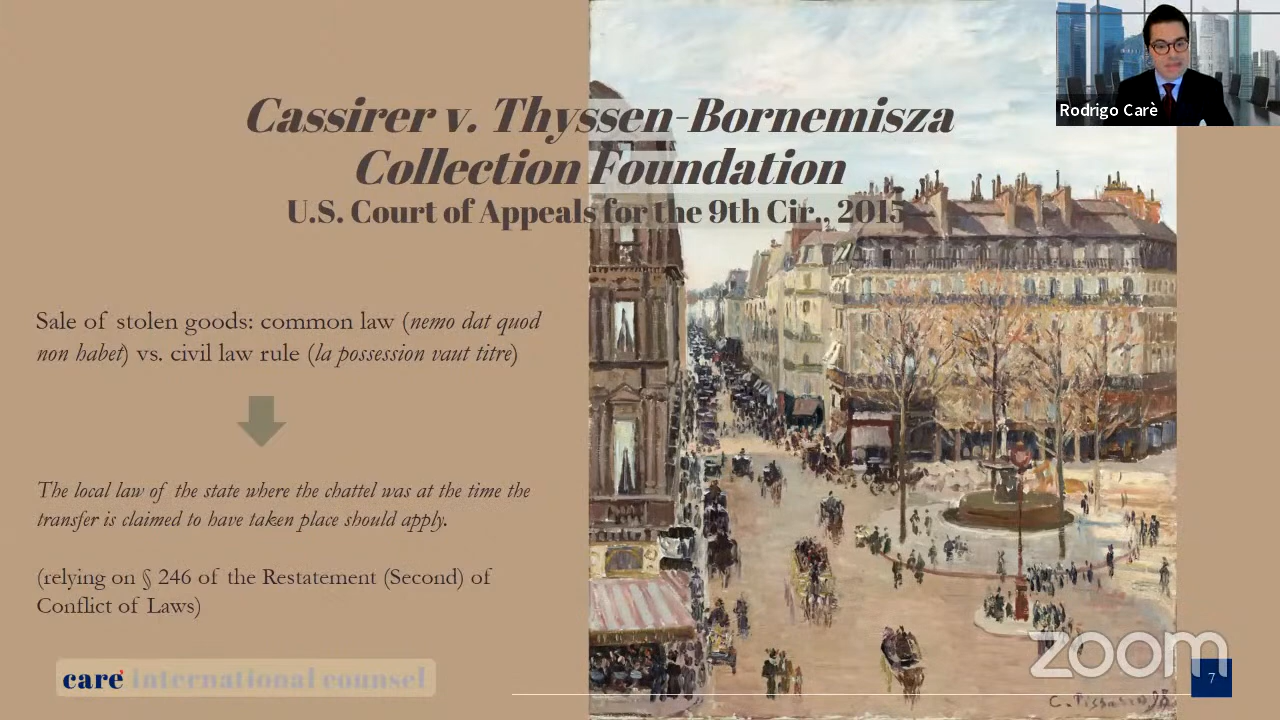 Cassirer v. Thyssen-Bornemisza
Collection Foundation
U.S. Court of Appeals for the 9th Cir., 2015
Rodrigo Carè
Sale of stolen goods: common law (nemo dat quod
non habet) vs. civil law rule (la possession vaut titre)
The local law of the state where the chattel was at the time the
transfer is claimed to have taken place should apply.
(relying on § 246 of the Restatement (Second) of
Conflict of Laws)
care' international counsel
zoom
7
C. Pissarro 98